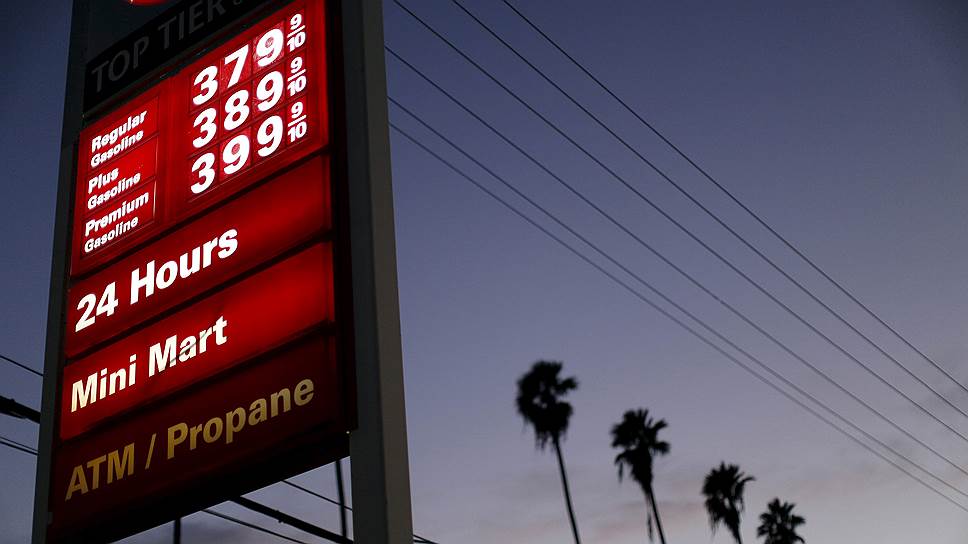 TOP TIER
Regular
Gasoline
379 9/10
Plus
Gasoline
389 9/10
Premium
Gasoline
399 9/10
24 Hours
Mini Mart
ATM / Propane